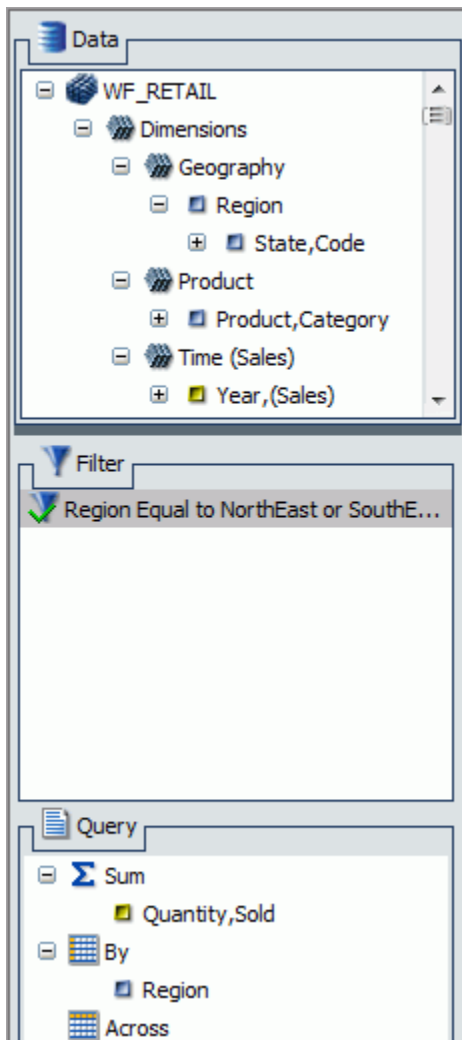 Data
WF_RETAIL
Dimensions
Geography
Region
State,Code
Product
Product,Category
Time (Sales)
Year,(Sales)
Filter
Region Equal to NorthEast or SouthE...
Query
Sum
Quantity,Sold
By
Region
Across